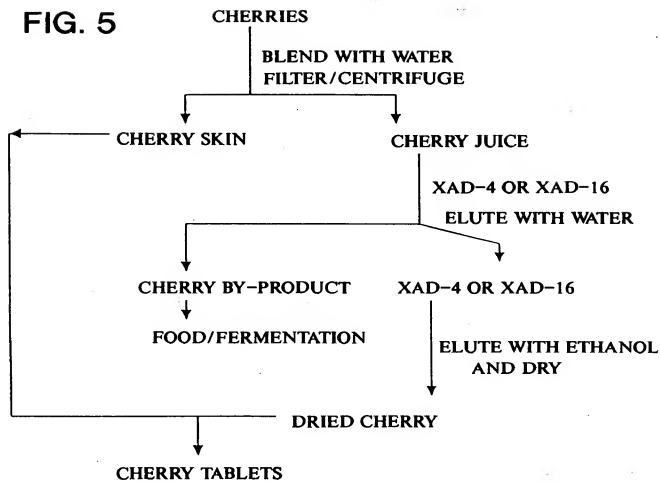 FIG. 5
CHERRIES
BLEND WITH WATER
FILTER/CENTRIFUGE
CHERRY SKIN
CHERRY JUICE
XAD-4 OR XAD-16
ELUTE WITH WATER
CHERRY BY-PRODUCT
XAD-4 OR XAD-16
FOOD/FERMENTATION
ELUTE WITH ETHANOL
AND DRY
DRIED CHERRY
CHERRY TABLETS